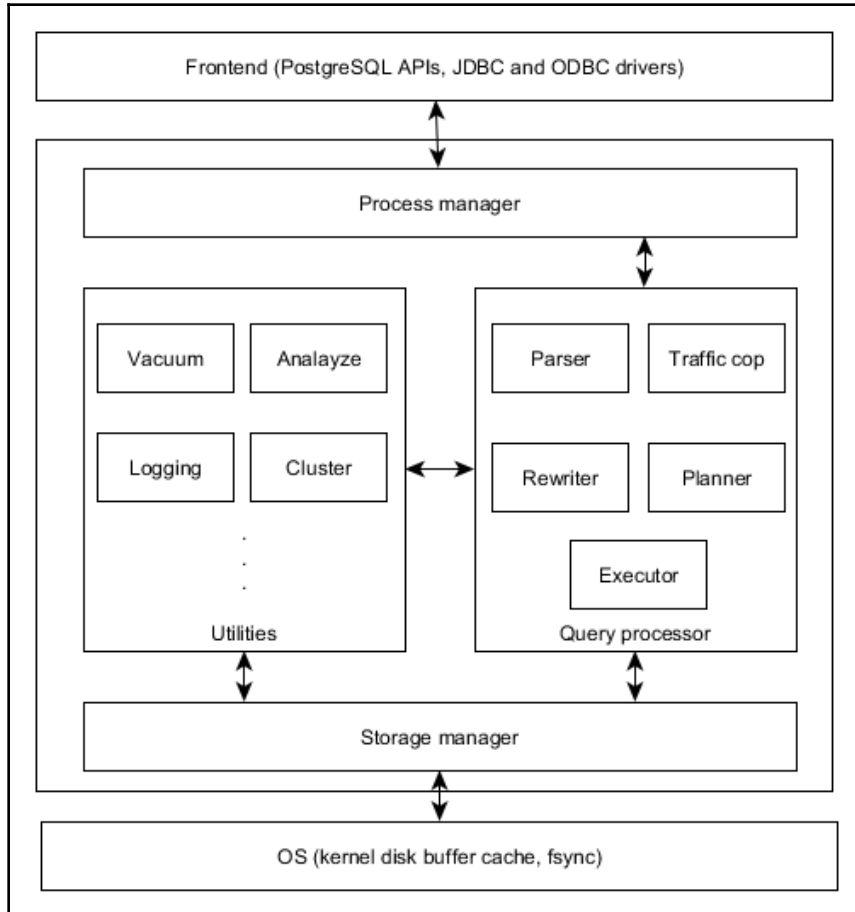 Frontend (PostgreSQL APIs, JDBC and ODBC drivers)
Process manager
Vacuum
Analayze
Logging
Cluster
.
.
.
Utilities
Parser
Traffic cop
Rewriter
Planner
Executor
Query processor
Storage manager
OS (kernel disk buffer cache, fsync)